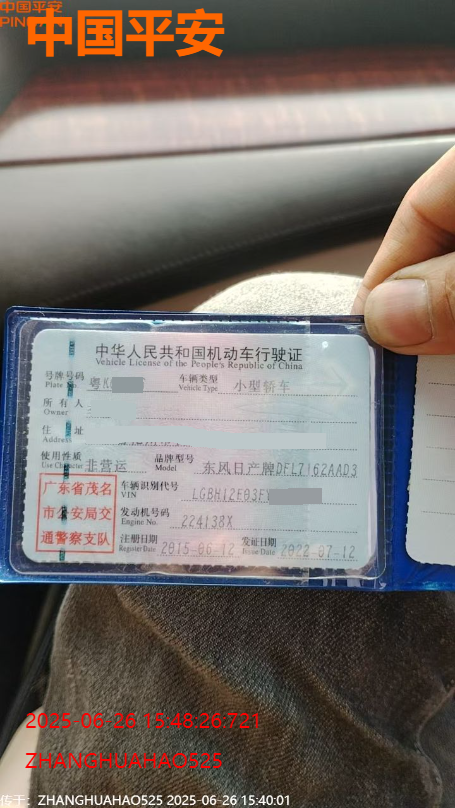 中国平安
PIN
中国平安
中华人民共和国机动车行驶证
Vehicle License of the People's Republic of China
号牌号码 粤K 车辆类型 小型轿车
Plate Vehicle Type
所有人
Owner
住址
Address
使用性质 非营运 品牌型号 东风日产牌DFL7162AAD3
Use Character Model
车辆识别代号 LGBH12E03F
VIN
发动机号码 224138X
Engine No.
注册日期 2015-06-12 发证日期 2022-07-12
Register Date Issue Date
广东省茂名
市公安局交
通警察支队
2025-06-26 15:48:26:721
ZHANGHUAHAO525
传于: ZHANGHUAHAO525 2025-06-26 15:40:01